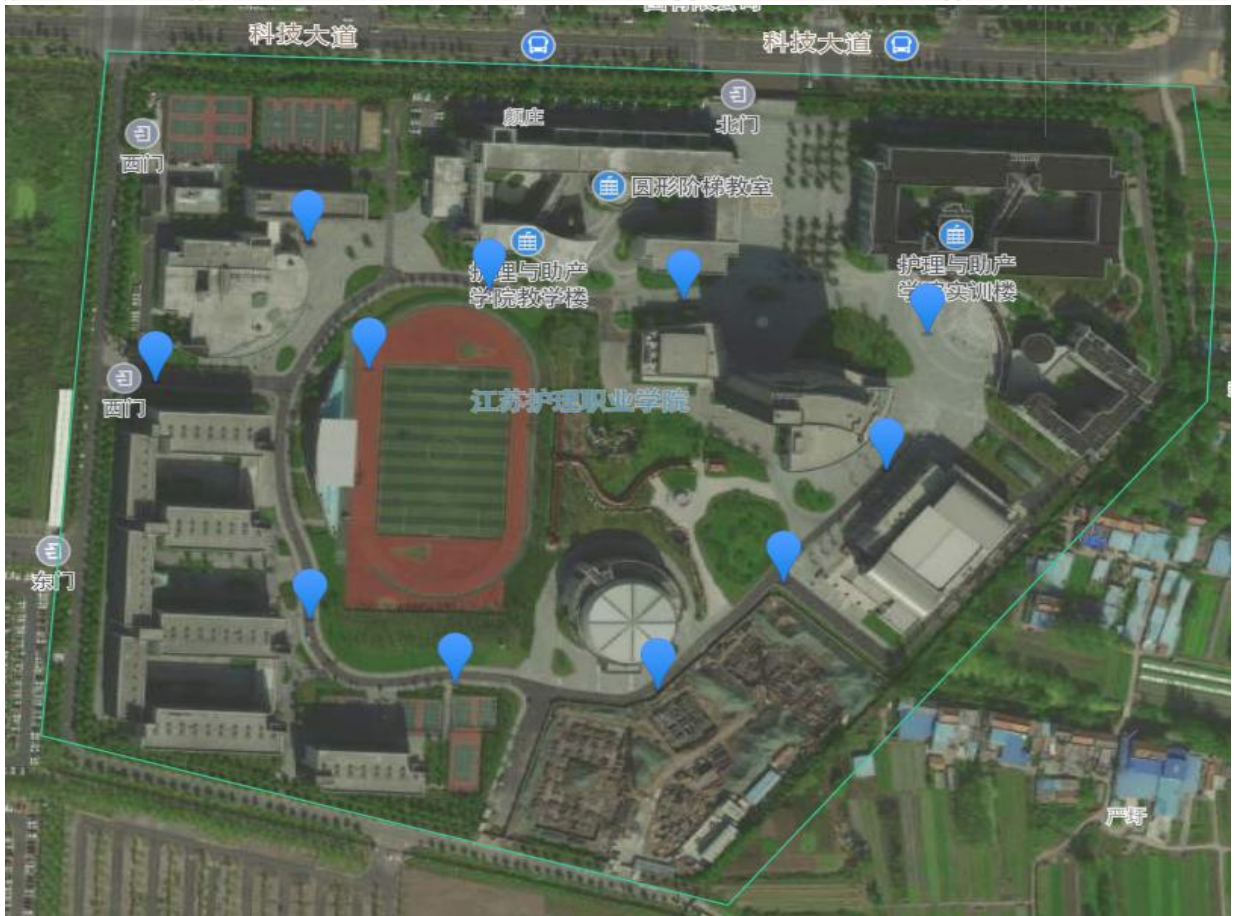 科技大道
科技大道
颜庄
北门
西门
圆形阶梯教室
护理与助产
学院教学楼
护理与助产
学院实训楼
江苏护理职业学院
西门
东门
严圩